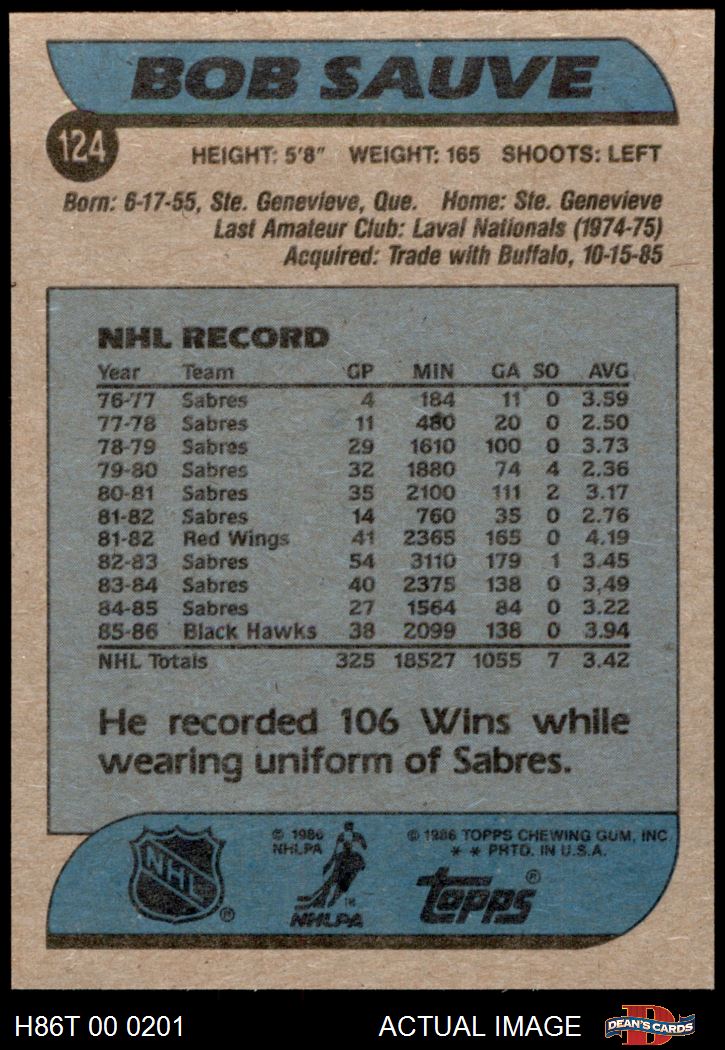 BOB SAUVE
124
HEIGHT: 5'8" WEIGHT: 165 SHOOTS: LEFT
Born: 6-17-55, Ste. Genevieve, Que. Home: Ste. Genevieve
Last Amateur Club: Laval Nationals (1974-75)
Acquired: Trade with Buffalo, 10-15-85
NHL RECORD
Year Team GP MIN GA SO AVG
76-77 Sabres 4 184 11 0 3.59
77-78 Sabres 11 480 20 0 2.50
78-79 Sabres 29 1610 100 0 3.73
79-80 Sabres 32 1880 74 4 2.36
80-81 Sabres 35 2100 111 2 3.17
81-82 Sabres 14 760 35 0 2.76
81-82 Red Wings 41 2365 165 0 4.19
82-83 Sabres 54 3110 179 1 3.45
83-84 Sabres 40 2375 138 0 3.49
84-85 Sabres 27 1564 84 0 3.22
85-86 Black Hawks 38 2099 138 0 3.94
NHL Totals 325 18527 1055 7 3.42
He recorded 106 Wins while
wearing uniform of Sabres.
NHL ®
© 1986
NHLPA
TM
NHLPA
© 1986 TOPPS CHEWING GUM, INC.
* * PRTD. IN U.S.A.
topps ®
H86T 00 0201 ACTUAL IMAGE
D
DEAN'S CARDS